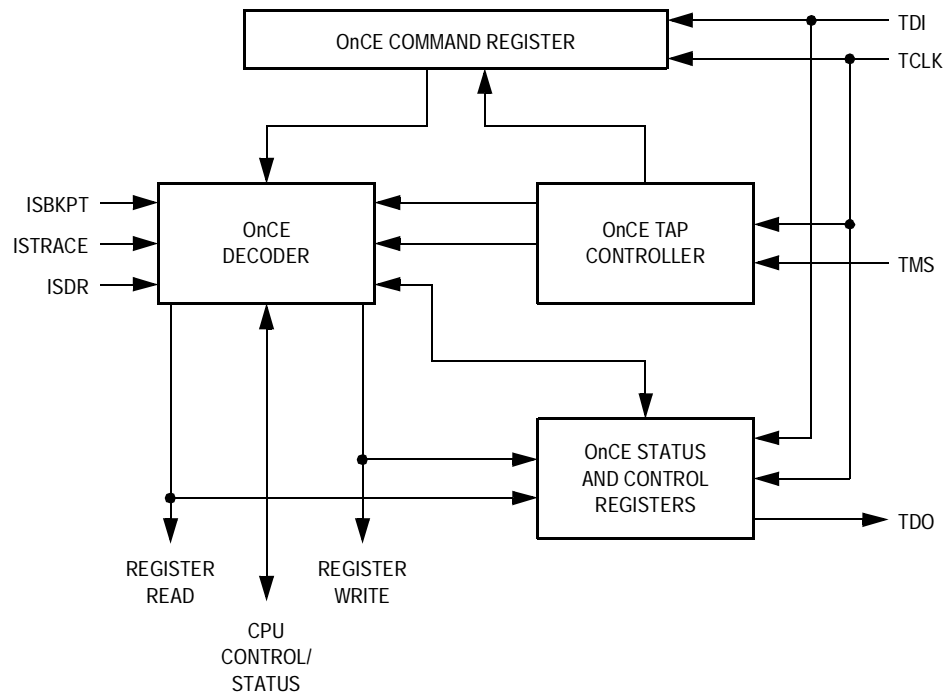 OnCE COMMAND REGISTER
TDI
TCLK
ISBKPT
ISTRACE
ISDR
OnCE
DECODER
OnCE TAP
CONTROLLER
TMS
OnCE STATUS
AND CONTROL
REGISTERS
TDO
REGISTER
READ
REGISTER
WRITE
CPU
CONTROL/
STATUS